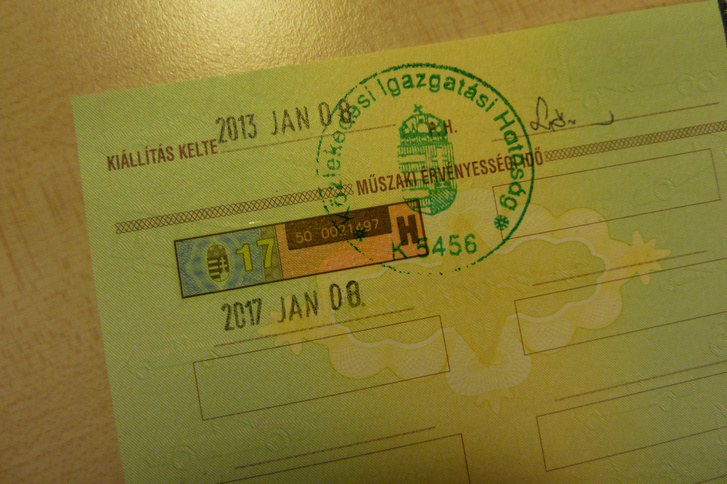 KIÁLLÍTÁS KELTE 2013 JAN 08.
Közlekedési Igazgatási Hatóság
P.H.
MŰSZAKI ÉRVÉNYESSÉGI IDŐ
17 50 0021497 H
K 5456
2017 JAN 08.